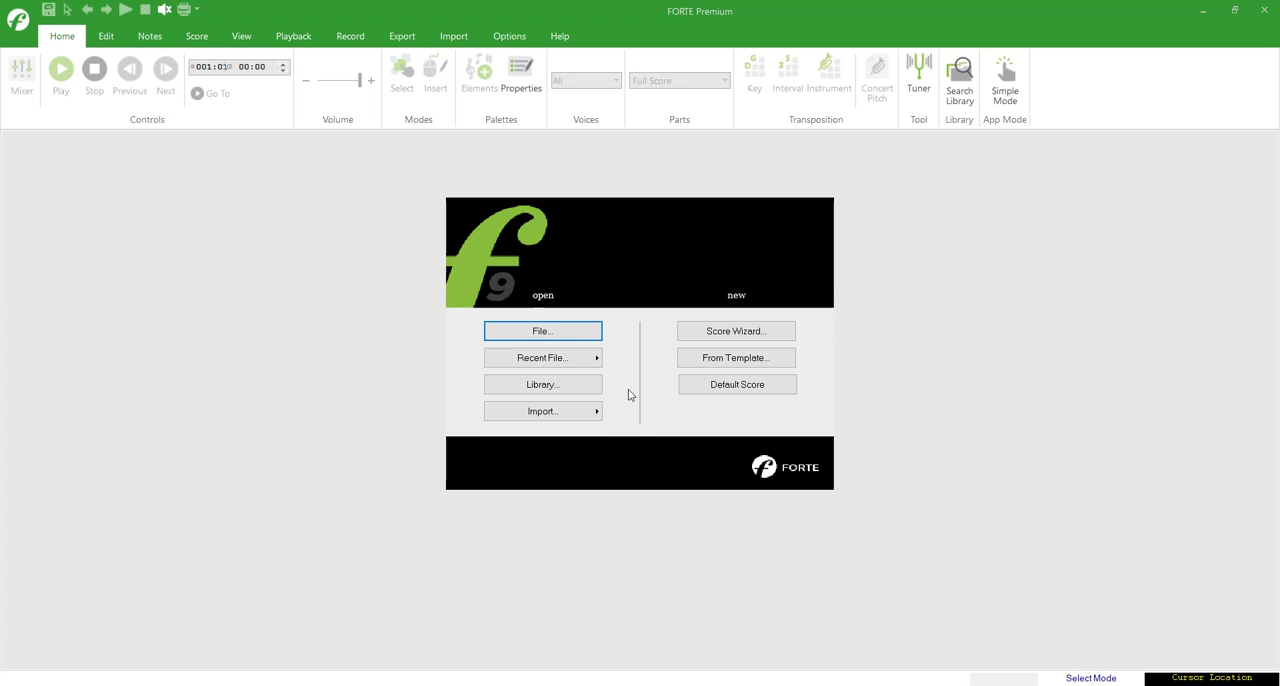 FORTE Premium
Home Edit Notes Score View Playback Record Export Import Options Help
Mixer Play Stop Previous Next 001:01 00:00 Go To
Controls
Volume
Select Insert
Modes
Elements Properties
Palettes
All
Voices
Full Score
Parts
Key Interval Instrument Concert Pitch
Transposition
Tuner
Tool
Search Library
Library
Simple Mode
App Mode
f9
open new
File... Score Wizard...
Recent File... From Template...
Library... Default Score
Import...
FORTE
Select Mode Cursor Location